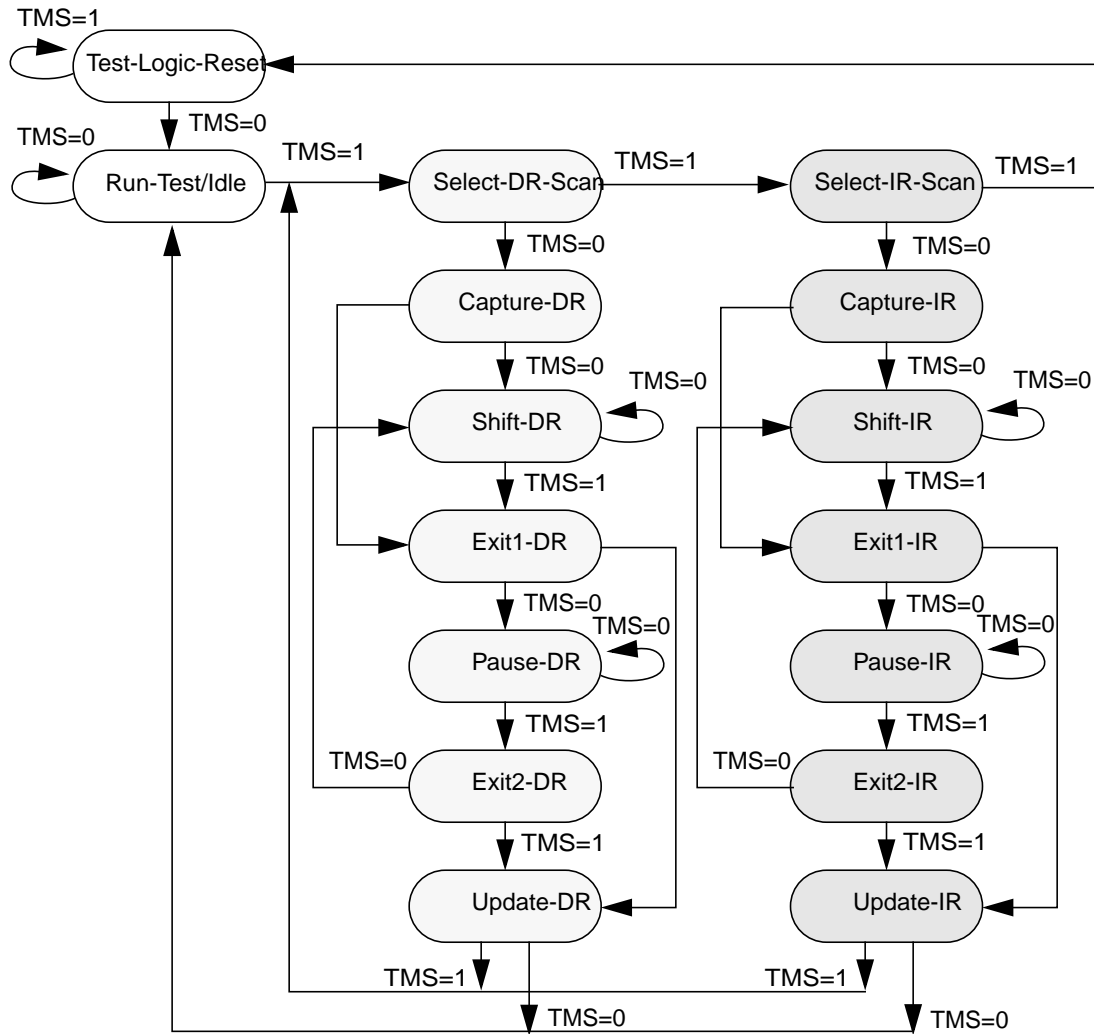 TMS=1
Test-Logic-Reset
TMS=0
TMS=0
Run-Test/Idle
TMS=1
Select-DR-Scan
TMS=1
Select-IR-Scan
TMS=1
TMS=0
TMS=0
Capture-DR
Capture-IR
TMS=0
TMS=0
TMS=0
TMS=0
Shift-DR
Shift-IR
TMS=1
TMS=1
Exit1-DR
Exit1-IR
TMS=0
TMS=0
TMS=0
TMS=0
Pause-DR
Pause-IR
TMS=1
TMS=1
TMS=0
Exit2-DR
TMS=0
Exit2-IR
TMS=1
TMS=1
Update-DR
Update-IR
TMS=1
TMS=1
TMS=0
TMS=0